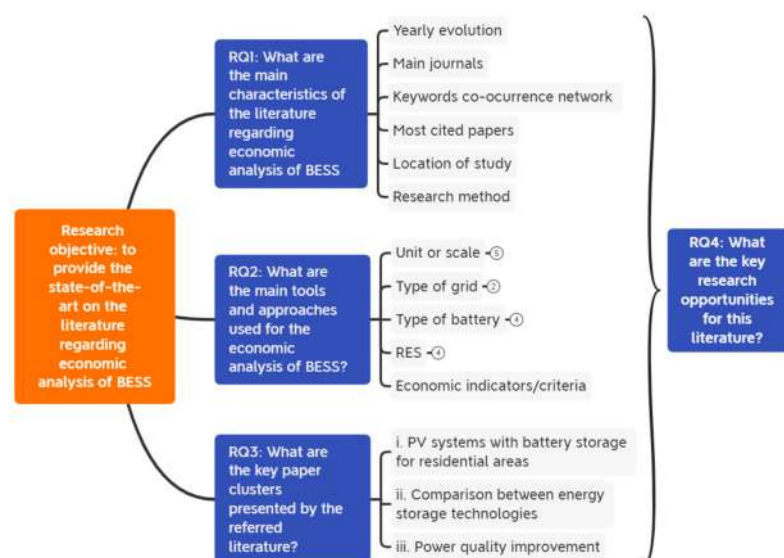 Research
objective: to
provide the
state-of-the-
art on the
literature
regarding
economic
analysis of BESS
RQ1: What are
the main
characteristics of
the literature
regarding
economic
analysis of BESS
Yearly evolution
Main journals
Keywords co-ocurrence network
Most cited papers
Location of study
Research method
RQ2: What are
the main tools
and approaches
used for the
economic
analysis of BESS?
Unit or scale 5
Type of grid 2
Type of battery 4
RES 4
Economic indicators/criteria
RQ3: What are
the key paper
clusters
presented by the
referred
literature?
i. PV systems with battery storage
for residential areas
ii. Comparison between energy
storage technologies
iii. Power quality improvement
RQ4: What
are the key
research
opportunities
for this
literature?